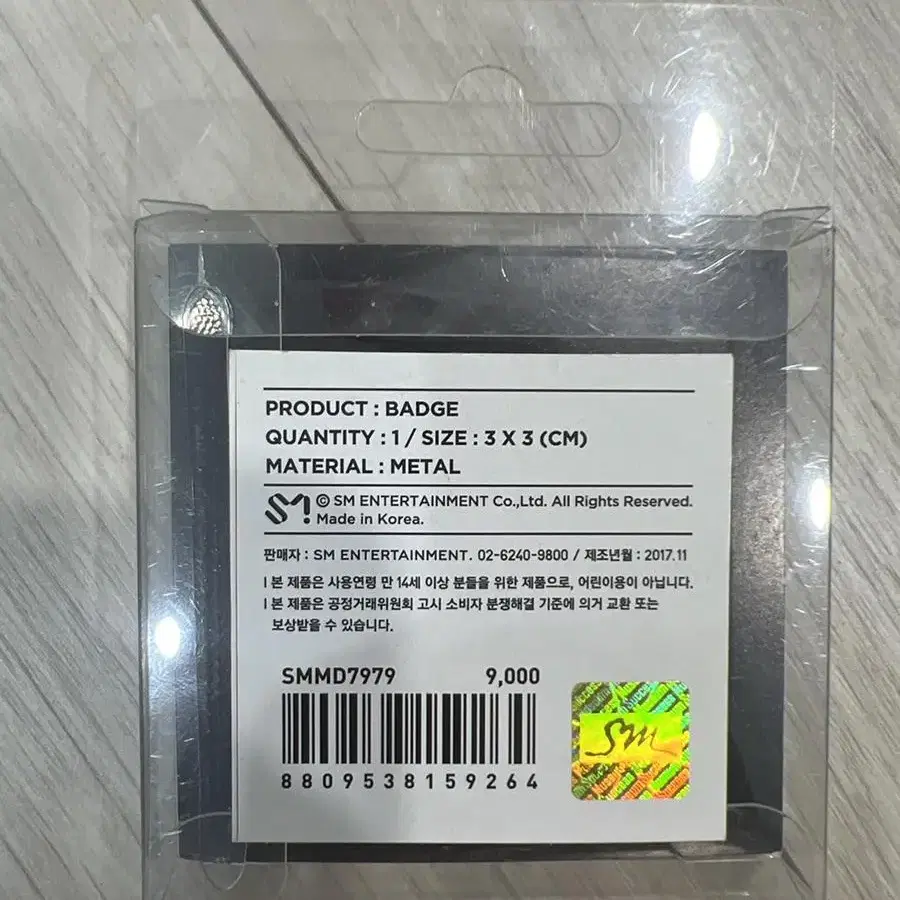 PRODUCT : BADGE
QUANTITY : 1 / SIZE : 3 X 3 (CM)
MATERIAL : METAL
SM! © SM ENTERTAINMENT Co.,Ltd. All Rights Reserved.
Made in Korea.
판매자 : SM ENTERTAINMENT. 02-6240-9800 / 제조년월 : 2017.11
I 본 제품은 사용연령 만 14세 이상 분들을 위한 제품으로, 어린이용이 아닙니다.
I 본 제품은 공정거래위원회 고시 소비자 분쟁해결 기준에 의거 교환 또는
보상받을 수 있습니다.
SMMD7979 9,000
8809538159264
Sm